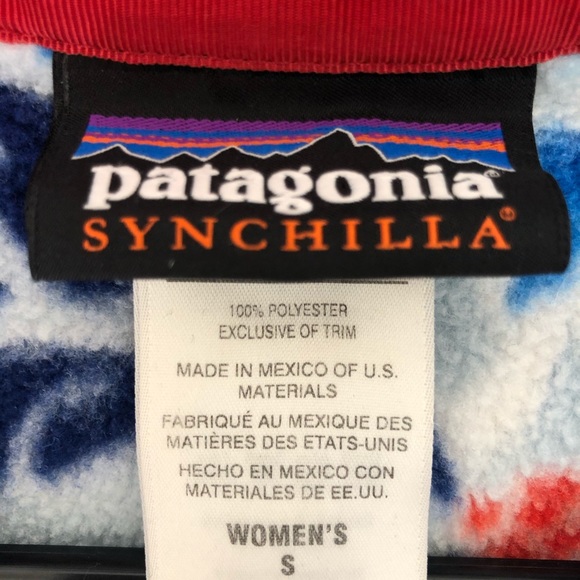 patagonia®
SYNCHILLA®
100% POLYESTER
EXCLUSIVE OF TRIM
MADE IN MEXICO OF U.S.
MATERIALS
FABRIQUÉ AU MEXIQUE DES
MATIÈRES DES ETATS-UNIS
HECHO EN MEXICO CON
MATERIALES DE EE.UU.
WOMEN'S
S